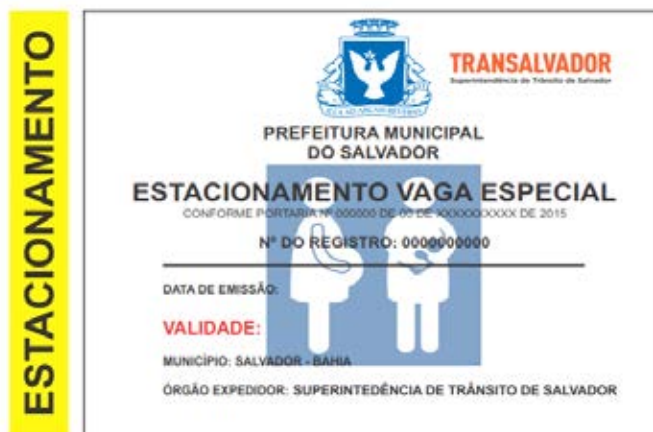 ESTACIONAMENTO
TRANSALVADOR
Superintendência de Trânsito de Salvador
PREFEITURA MUNICIPAL
DO SALVADOR
ESTACIONAMENTO VAGA ESPECIAL
CONFORME PORTARIA Nº 000000 DE 00 DE XXXXXXXXXX DE 2015
Nº DO REGISTRO: 0000000000
DATA DE EMISSÃO:
VALIDADE:
MUNICÍPIO: SALVADOR - BAHIA
ÓRGÃO EXPEDIDOR: SUPERINTEDÊNCIA DE TRÂNSITO DE SALVADOR